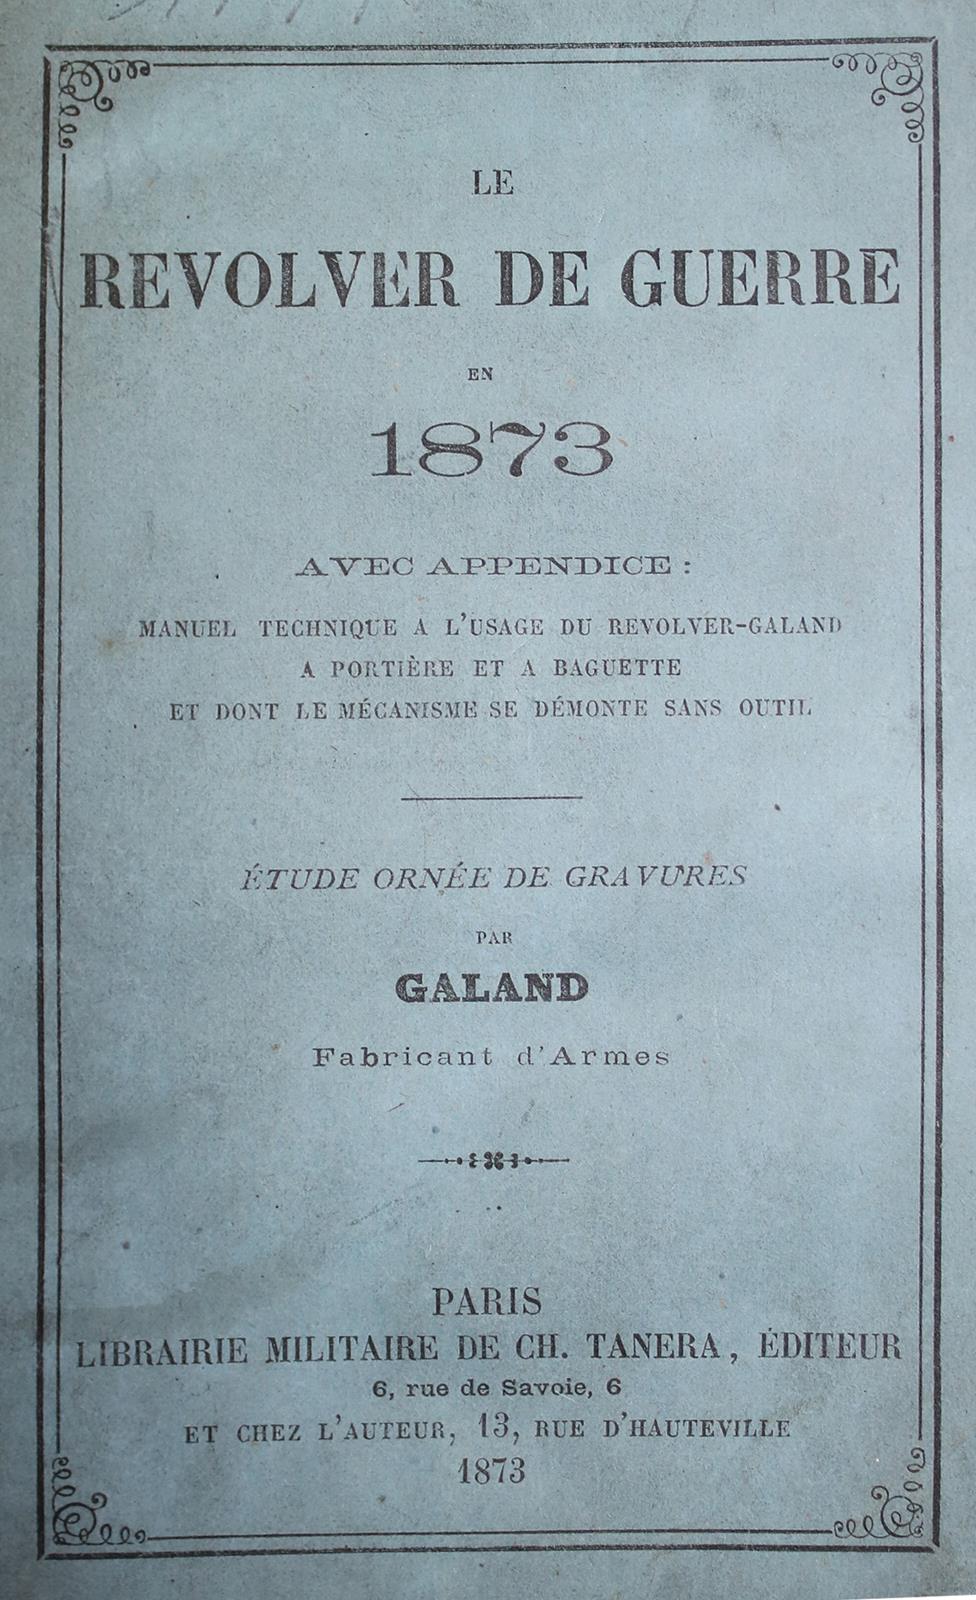 LE
REVOLVER DE GUERRE
EN
1873
AVEC APPENDICE :
MANUEL TECHNIQUE A L'USAGE DU REVOLVER-GALAND
A PORTIÈRE ET A BAGUETTE
ET DONT LE MÉCANISME SE DÉMONTE SANS OUTIL
ÉTUDE ORNÉE DE GRAVURES
PAR
GALAND
Fabricant d'Armes
PARIS
LIBRAIRIE MILITAIRE DE CH. TANERA, ÉDITEUR
6, rue de Savoie, 6
ET CHEZ L'AUTEUR, 13, RUE D'HAUTEVILLE
1873